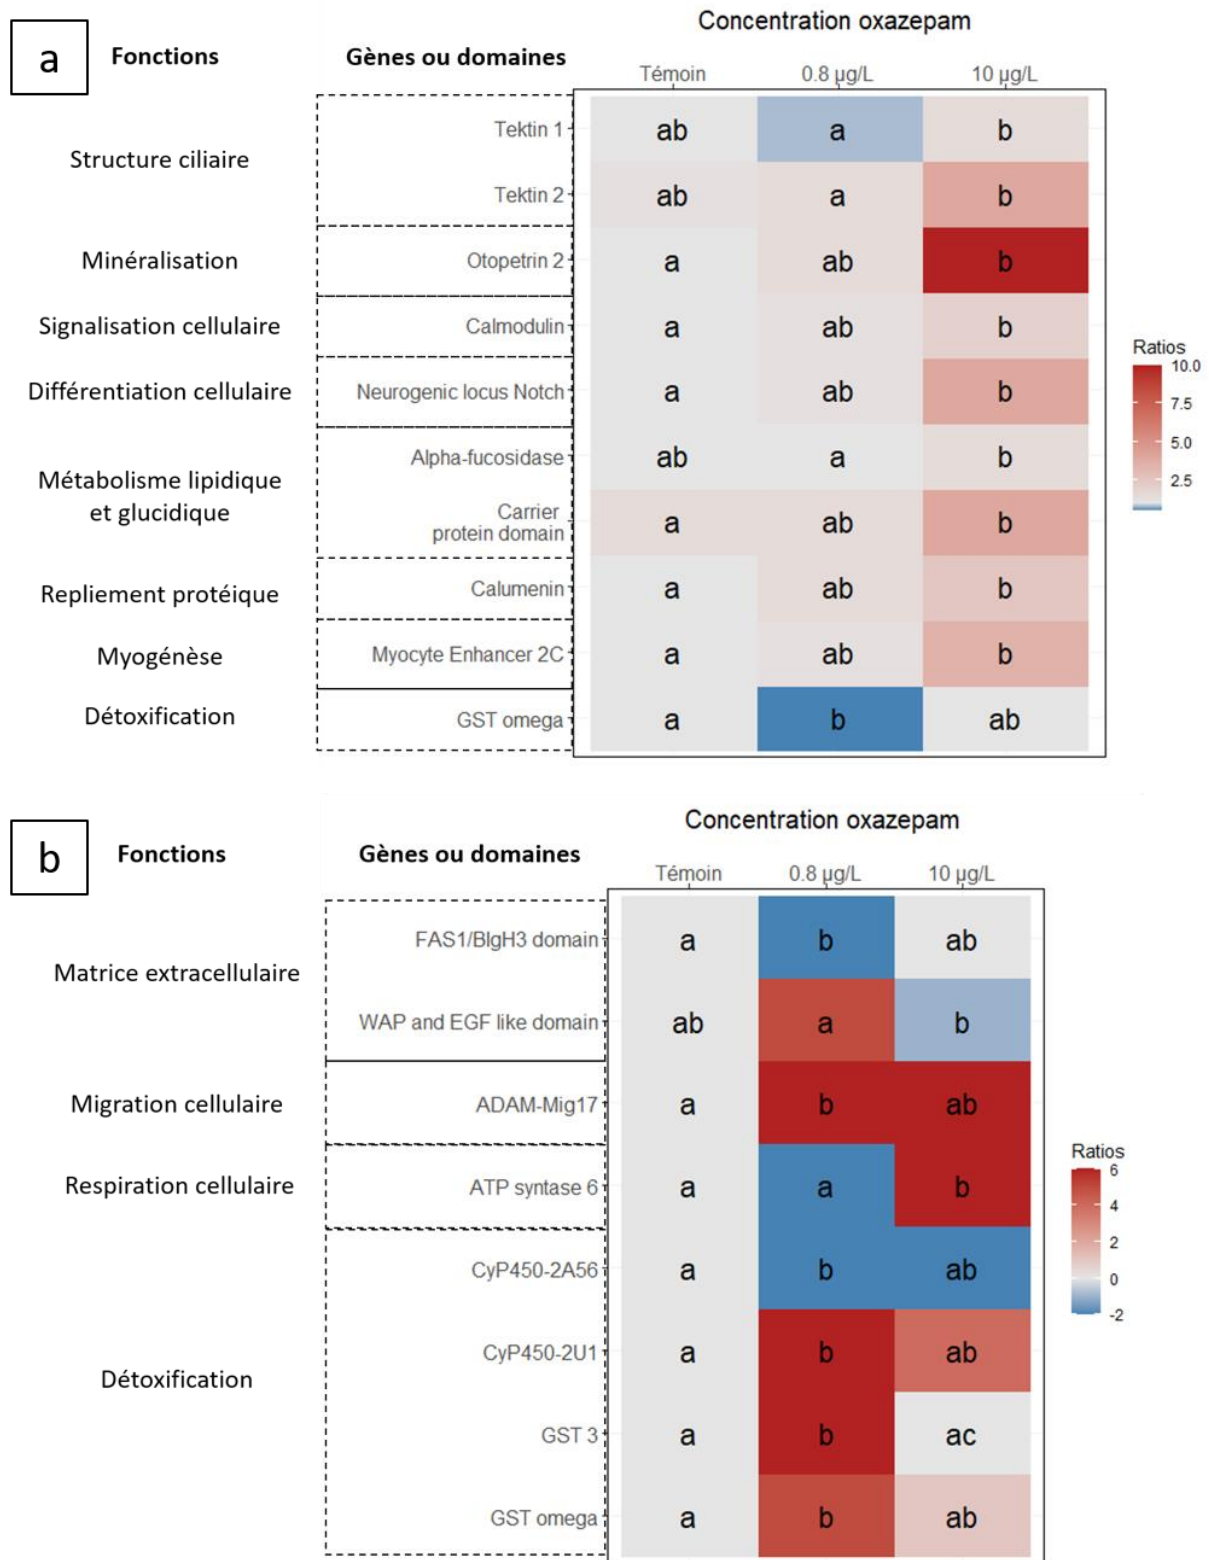 a
Fonctions
Gènes ou domaines
Concentration oxazepam
Témoin 0.8 µg/L 10 µg/L
Structure ciliaire
Tektin 1 ab a b
Tektin 2 ab a b
Minéralisation
Otopetrin 2 a ab b
Signalisation cellulaire
Calmodulin a ab b
Différentiation cellulaire
Neurogenic locus Notch a ab b
Métabolisme lipidique
et glucidique
Alpha-fucosidase ab a b
Carrier
protein domain a ab b
Repliement protéique
Calumenin a ab b
Myogénèse
Myocyte Enhancer 2C a ab b
Détoxification
GST omega a b ab
Ratios
10.0
7.5
5.0
2.5
b
Fonctions
Gènes ou domaines
Concentration oxazepam
Témoin 0.8 µg/L 10 µg/L
Matrice extracellulaire
FAS1/BIgH3 domain a b ab
WAP and EGF like domain ab a b
Migration cellulaire
ADAM-Mig17 a b ab
Respiration cellulaire
ATP syntase 6 a a b
Détoxification
CyP450-2A56 a b ab
CyP450-2U1 a b ab
GST 3 a b ac
GST omega a b ab
Ratios
6
4
2
0
-2